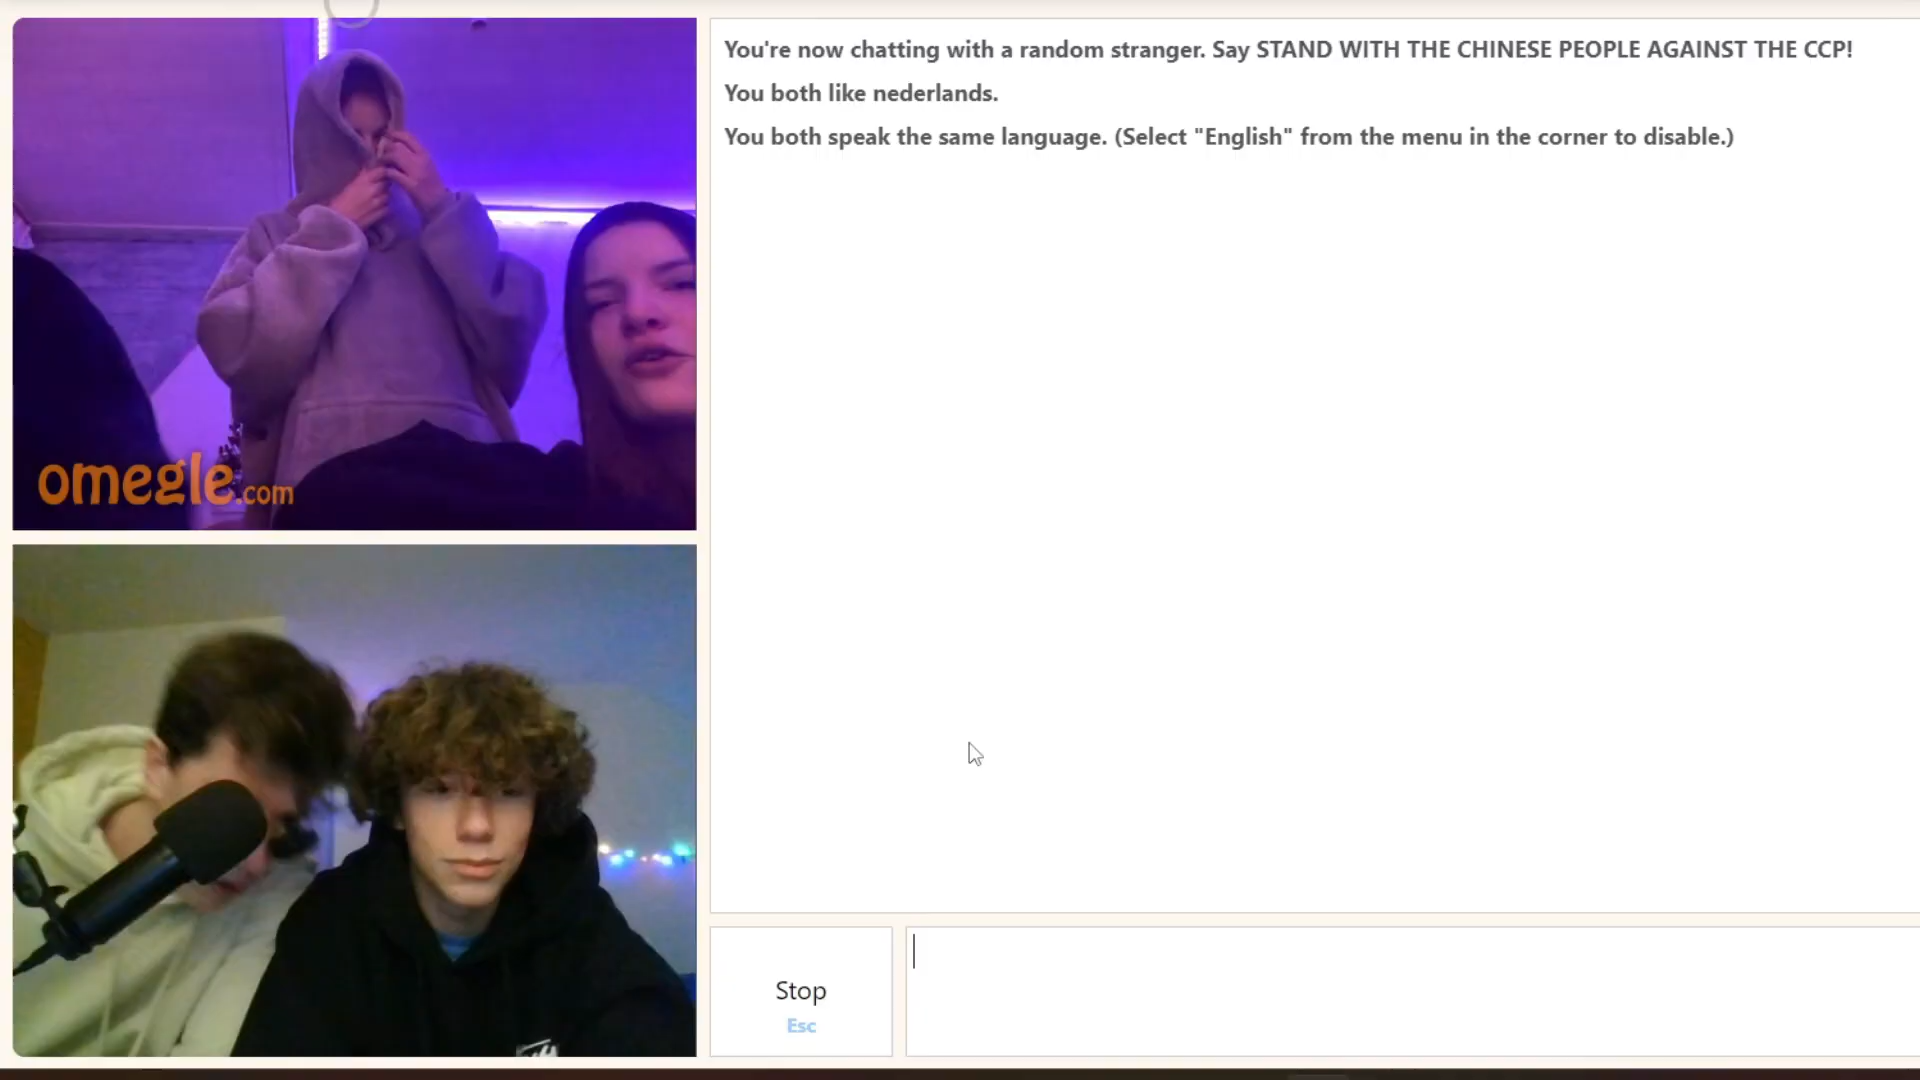 You're now chatting with a random stranger. Say STAND WITH THE CHINESE PEOPLE AGAINST THE CCP!
You both like nederlands.
You both speak the same language. (Select "English" from the menu in the corner to disable.)
omegle.com
Stop
Esc